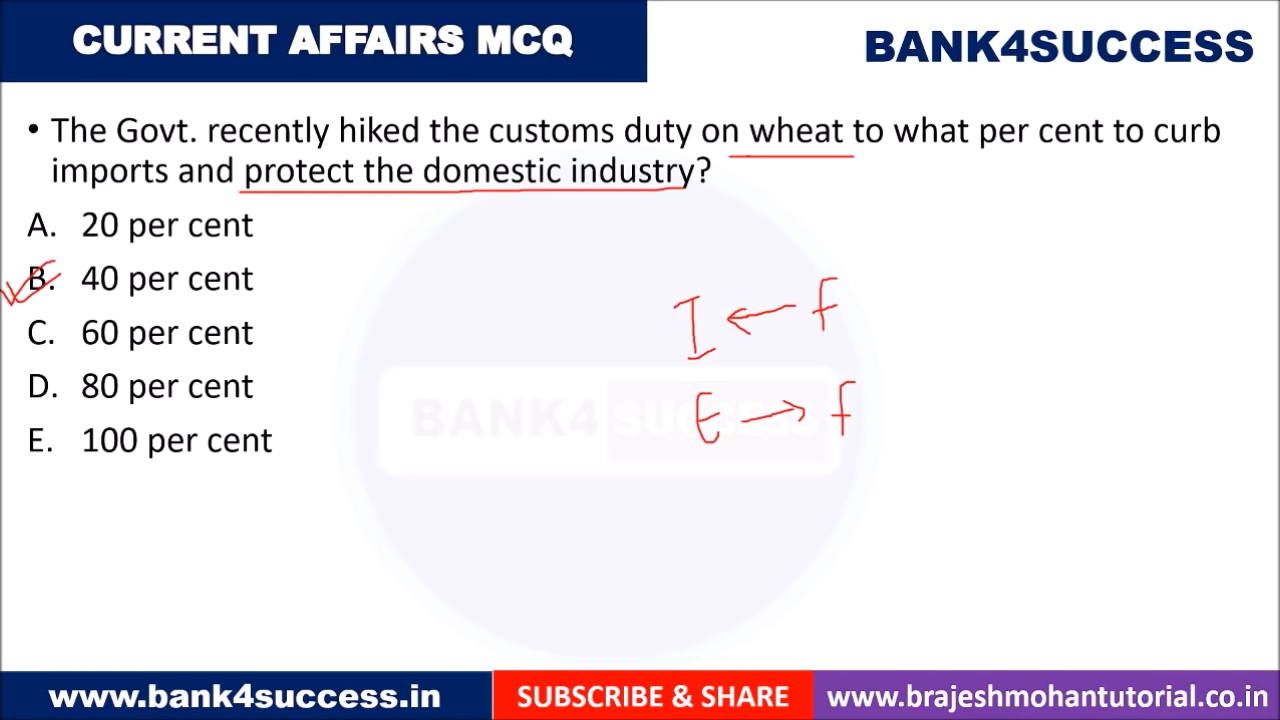 CURRENT AFFAIRS MCQ
BANK4SUCCESS
• The Govt. recently hiked the customs duty on wheat to what per cent to curb
imports and protect the domestic industry?
A. 20 per cent
B. 40 per cent
C. 60 per cent
D. 80 per cent
E. 100 per cent
I ← f
E → f
BANK4 SUCCESS
www.bank4success.in
SUBSCRIBE & SHARE
www.brajeshmohantutorial.co.in